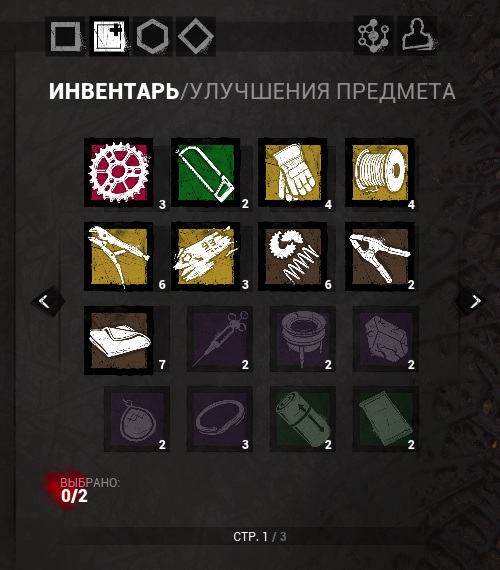 ИНВЕНТАРЬ/УЛУЧШЕНИЯ ПРЕДМЕТА
3 2 4 4
6 3 6 2
7 2 2 2
2 3 2 2
ВЫБРАНО:
0/2
СТР. 1 / 3